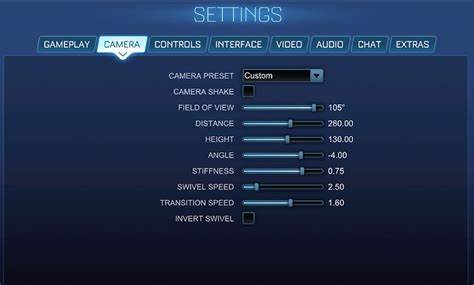 SETTINGS
GAMEPLAY CAMERA CONTROLS INTERFACE VIDEO AUDIO CHAT EXTRAS
CAMERA PRESET Custom
CAMERA SHAKE
FIELD OF VIEW 105°
DISTANCE 280.00
HEIGHT 130.00
ANGLE -4.00
STIFFNESS 0.75
SWIVEL SPEED 2.50
TRANSITION SPEED 1.60
INVERT SWIVEL